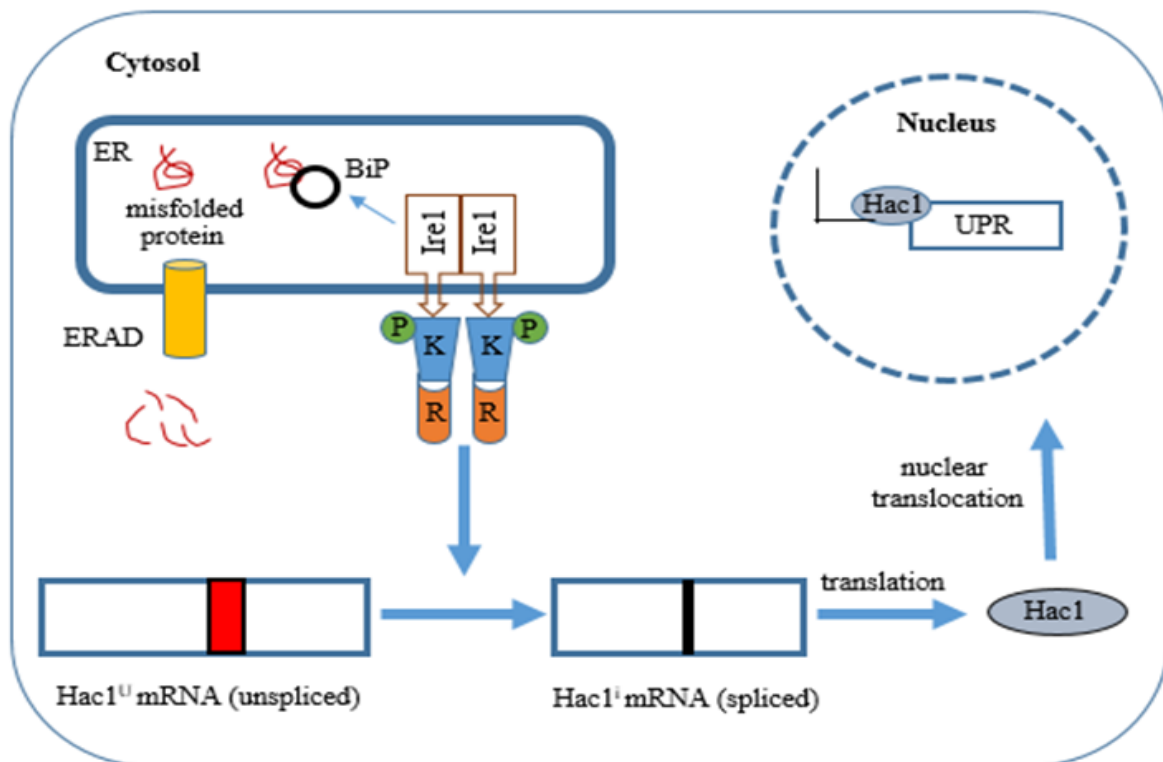 Cytosol
ER
misfolded
protein
BiP
Ire1
Ire1
ERAD
P
K
K
P
R
R
Nucleus
Hac1
UPR
nuclear
translocation
translation
Hac1
Hac1ᵁ mRNA (unspliced)
Hac1ⁱ mRNA (spliced)